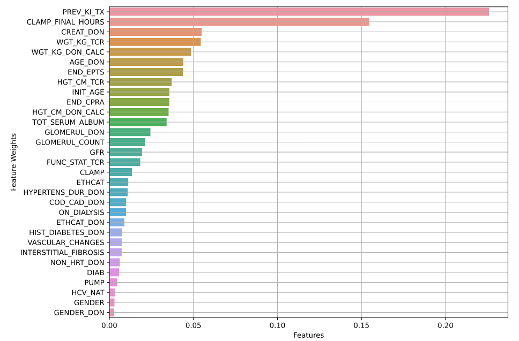 PREV_KI_TX
CLAMP_FINAL_HOURS
CREAT_DON
WGT_KG_TCR
WGT_KG_DON_CALC
AGE_DON
END_EPTS
HGT_CM_TCR
INIT_AGE
END_CPRA
HGT_CM_DON_CALC
TOT_SERUM_ALBUM
GLOMERUL_DON
GLOMERUL_COUNT
GFR
FUNC_STAT_TCR
CLAMP
ETHCAT
HYPERTENS_DUR_DON
COD_CAD_DON
ON_DIALYSIS
ETHCAT_DON
HIST_DIABETES_DON
VASCULAR_CHANGES
INTERSTITIAL_FIBROSIS
NON_HRT_DON
DIAB
PUMP
HCV_NAT
GENDER
GENDER_DON
Feature Weights
0.00 0.05 0.10 0.15 0.20
Features